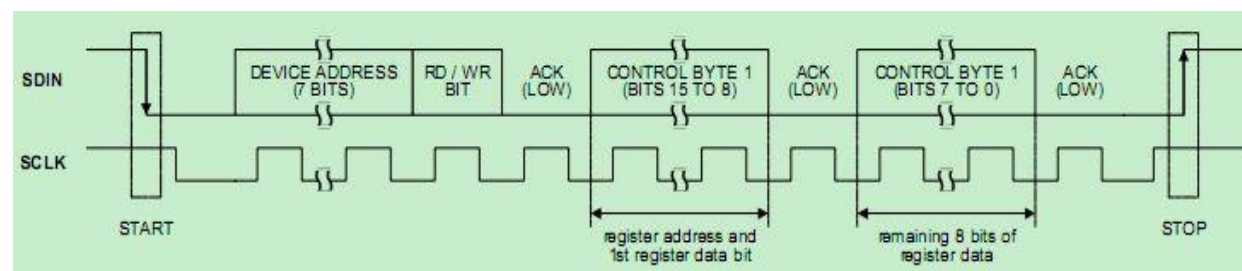 SDIN
DEVICE ADDRESS
(7 BITS)
RD / WR
BIT
ACK
(LOW)
CONTROL BYTE 1
(BITS 15 TO 8)
ACK
(LOW)
CONTROL BYTE 1
(BITS 7 TO 0)
ACK
(LOW)
SCLK
START
register address and
1st register data bit
remaining 8 bits of
register data
STOP